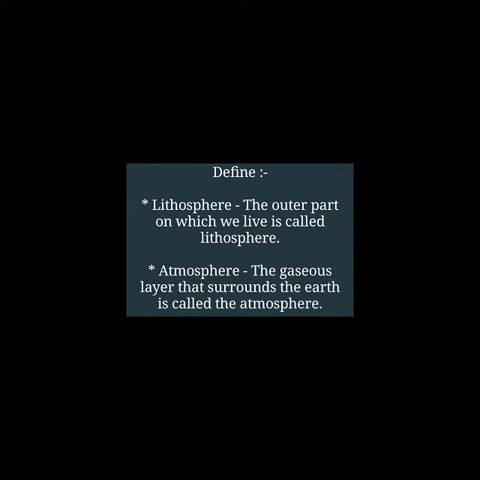 Define :-
* Lithosphere - The outer part
on which we live is called
lithosphere.
* Atmosphere - The gaseous
layer that surrounds the earth
is called the atmosphere.